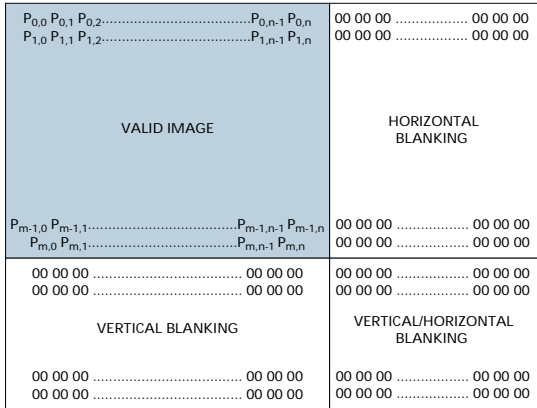 P0,0 P0,1 P0,2.....................................P0,n-1 P0,n
P1,0 P1,1 P1,2.....................................P1,n-1 P1,n
VALID IMAGE
Pm-1,0 Pm-1,1.....................................Pm-1,n-1 Pm-1,n
Pm,0 Pm,1.....................................Pm,n-1 Pm,n
00 00 00 .................. 00 00 00
00 00 00 .................. 00 00 00
HORIZONTAL
BLANKING
00 00 00 .................. 00 00 00
00 00 00 .................. 00 00 00
00 00 00 ..................................... 00 00 00
00 00 00 ..................................... 00 00 00
VERTICAL BLANKING
00 00 00 ..................................... 00 00 00
00 00 00 ..................................... 00 00 00
00 00 00 .................. 00 00 00
00 00 00 .................. 00 00 00
VERTICAL/HORIZONTAL
BLANKING
00 00 00 .................. 00 00 00
00 00 00 .................. 00 00 00